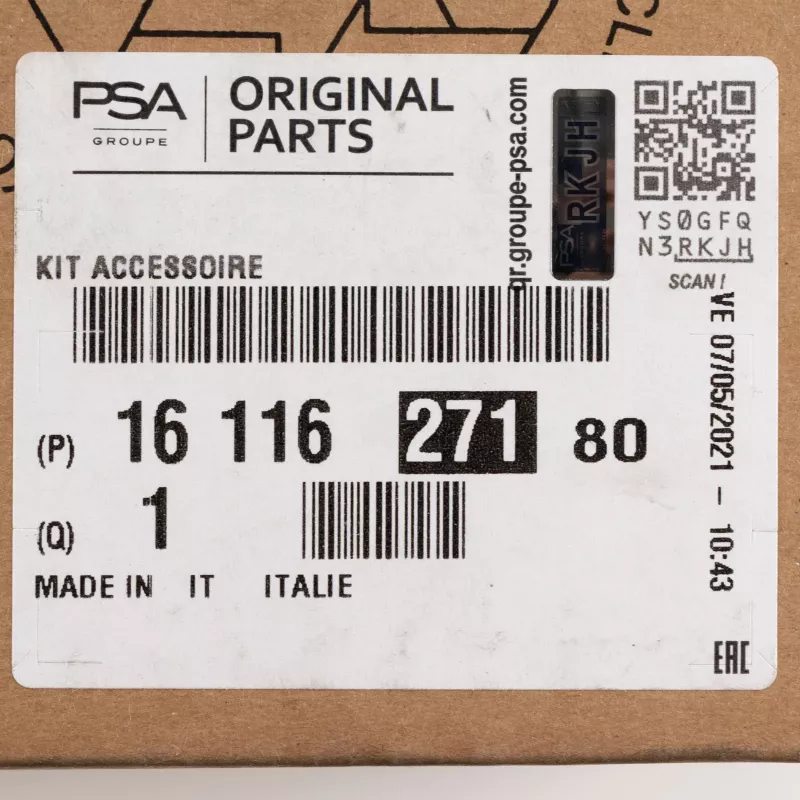 PSA
GROUPE
ORIGINAL
PARTS
qr.groupe-psa.com
PSA
RKJH
YS0GFQ
N3RKJH
SCAN!
KIT ACCESSOIRE
VE 07/05/2021 - 10:43
(P) 16 116 271 80
(Q) 1
MADE IN IT ITALIE
EAC